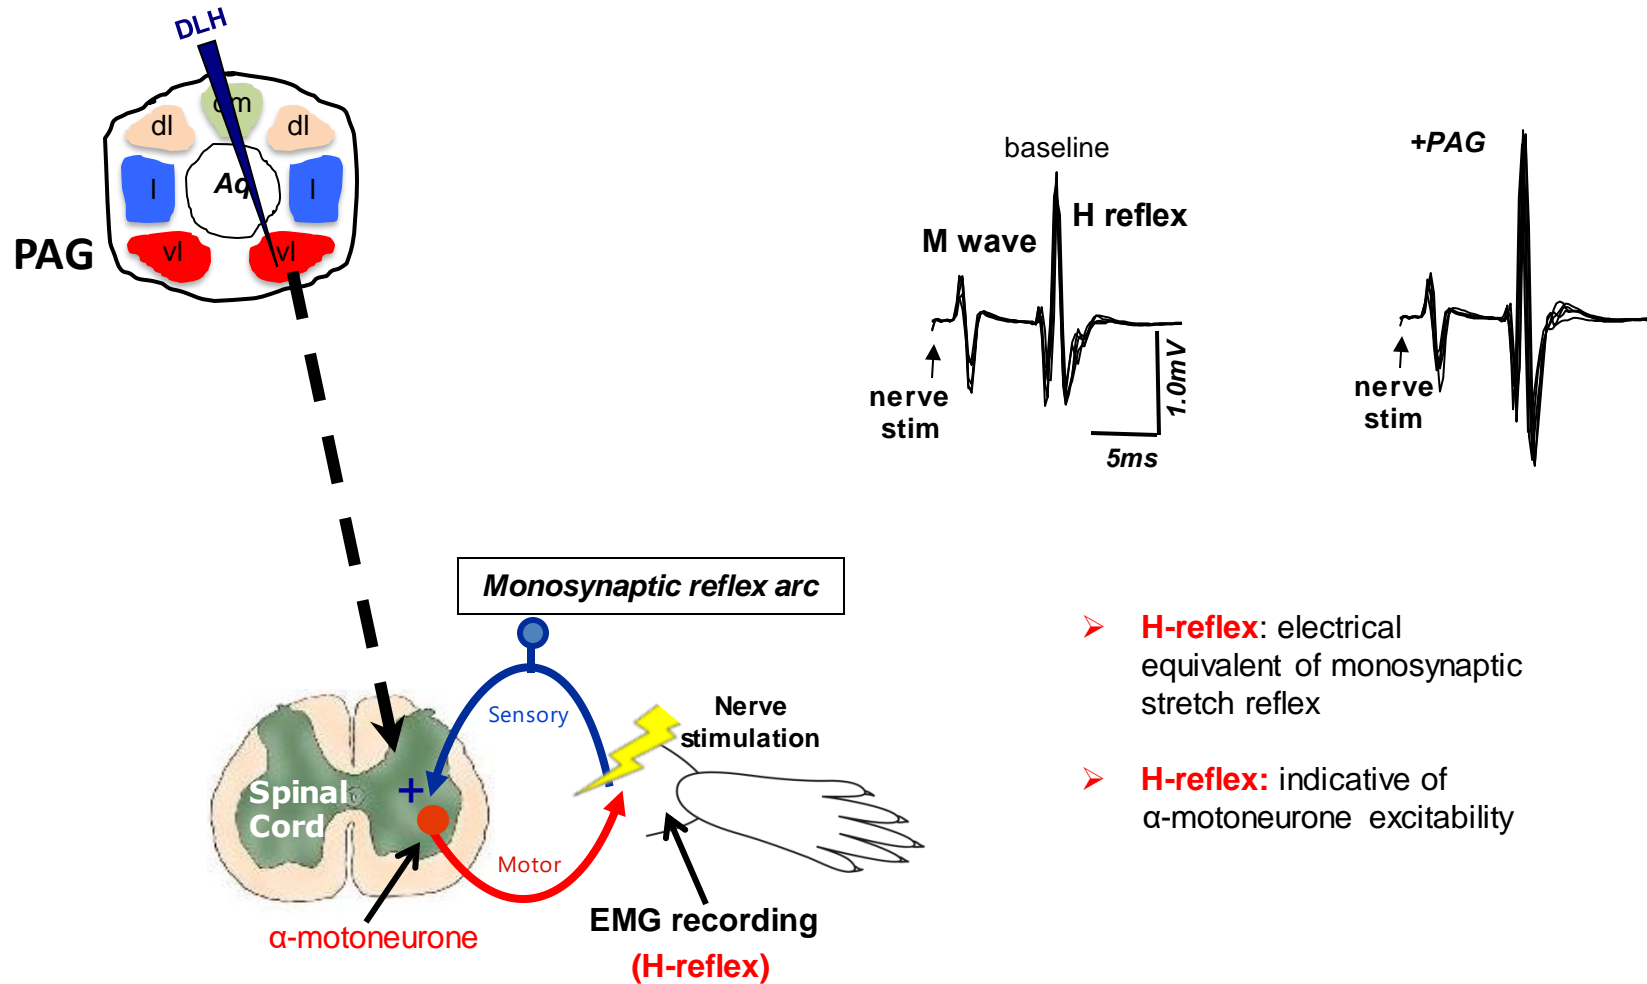 DLH
dm
dl
dl
Aq
l
l
PAG
vl
vl
baseline
+PAG
M wave
H reflex
nerve
stim
1.0mV
5ms
nerve
stim
Monosynaptic reflex arc
Sensory
Nerve
stimulation
Spinal
Cord
+
Motor
α-motoneurone
EMG recording
(H-reflex)
➢ H-reflex: electrical
equivalent of monosynaptic
stretch reflex
➢ H-reflex: indicative of
α-motoneurone excitability